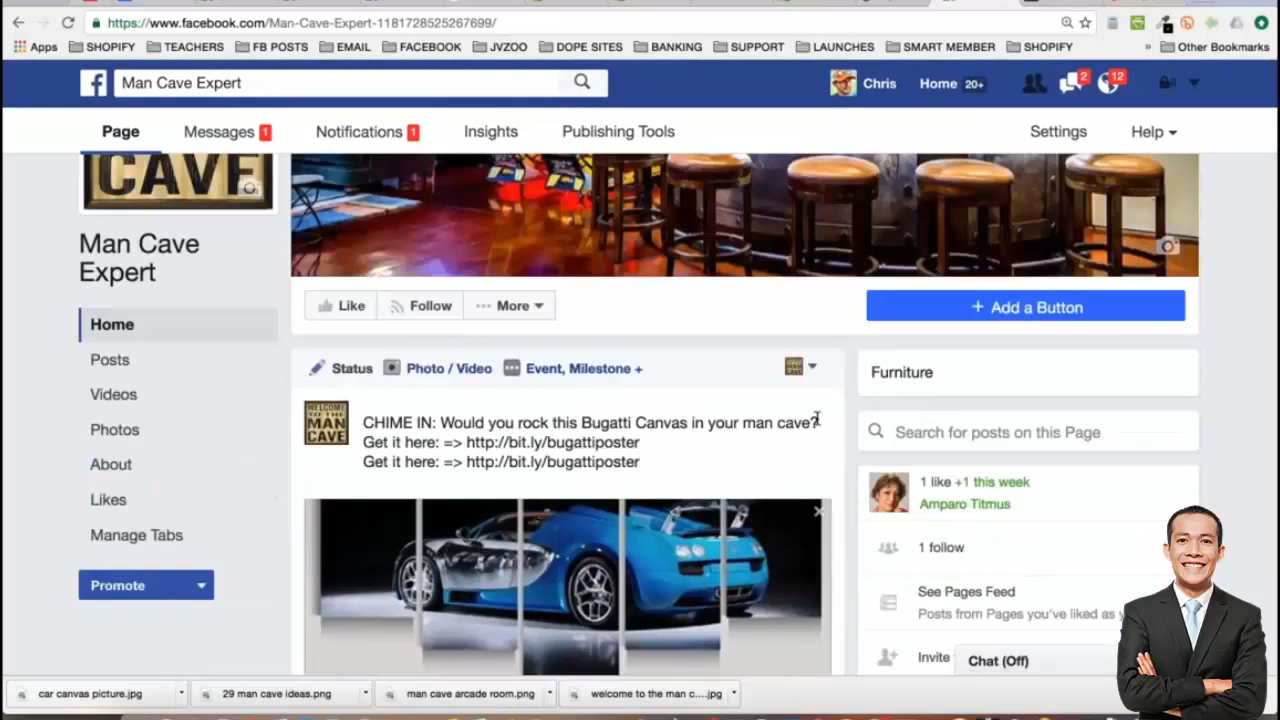 https://www.facebook.com/Man-Cave-Expert-1181728525267699/
Apps SHOPIFY TEACHERS FB POSTS EMAIL FACEBOOK JVZOO DOPE SITES BANKING SUPPORT LAUNCHES SMART MEMBER SHOPIFY » Other Bookmarks
Man Cave Expert
Chris Home 20+ 2 12
Page Messages 1 Notifications 1 Insights Publishing Tools Settings Help
CAVE
Man Cave
Expert
Like Follow More + Add a Button
Home
Posts
Videos
Photos
About
Likes
Manage Tabs
Promote
Status Photo / Video Event, Milestone +
WELCOME
TO THE
MAN
CAVE
CHIME IN: Would you rock this Bugatti Canvas in your man cave?
Get it here: => http://bit.ly/bugattiposter
Get it here: => http://bit.ly/bugattiposter
Furniture
Search for posts on this Page
1 like +1 this week
Amparo Titmus
1 follow
See Pages Feed
Posts from Pages you've liked as
Invite
Chat (Off)
car canvas picture.jpg 29 man cave ideas.png man cave arcade room.png welcome to the man c....jpg